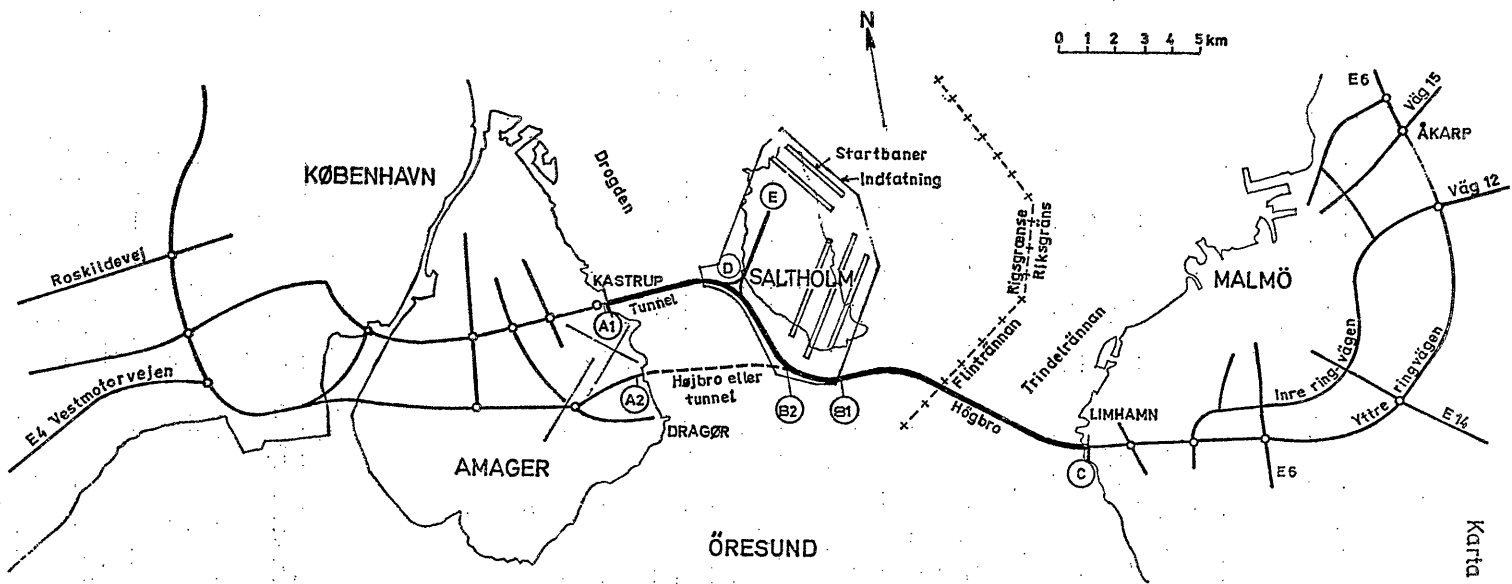 N
0 1 2 3 4 5 km
E6
Väg 15
ÅKARP
Väg 12
KØBENHAVN
Drogden
Startbaner
Indfatning
E
D
SALTHOLM
Rigsgrænse
Riksgräns
MALMÖ
Roskildevej
KASTRUP
Tunnel
A1
Flintrännan
Trindelrännan
Inre ringvägen
Yttre ringvägen
E4 Vestmotorvejen
Højbro eller
tunnel
A2
B2
B1
Högbro
LIMHAMN
E14
DRAGØR
AMAGER
C
E6
ÖRESUND
Karta